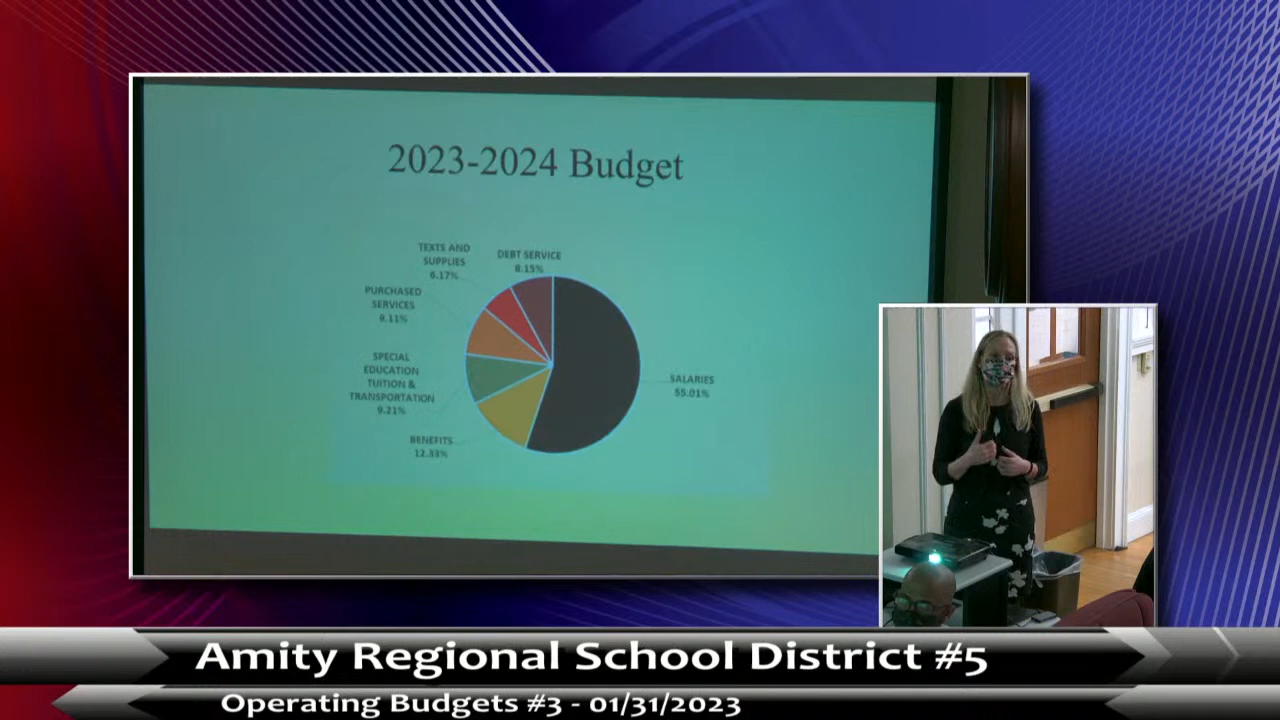 2023-2024 Budget
TEXTS AND
SUPPLIES
6.17%
DEBT SERVICE
8.15%
PURCHASED
SERVICES
9.11%
SPECIAL
EDUCATION
TUITION &
TRANSPORTATION
9.21%
SALARIES
55.01%
BENEFITS
12.33%
Amity Regional School District #5
Operating Budgets #3 - 01/31/2023